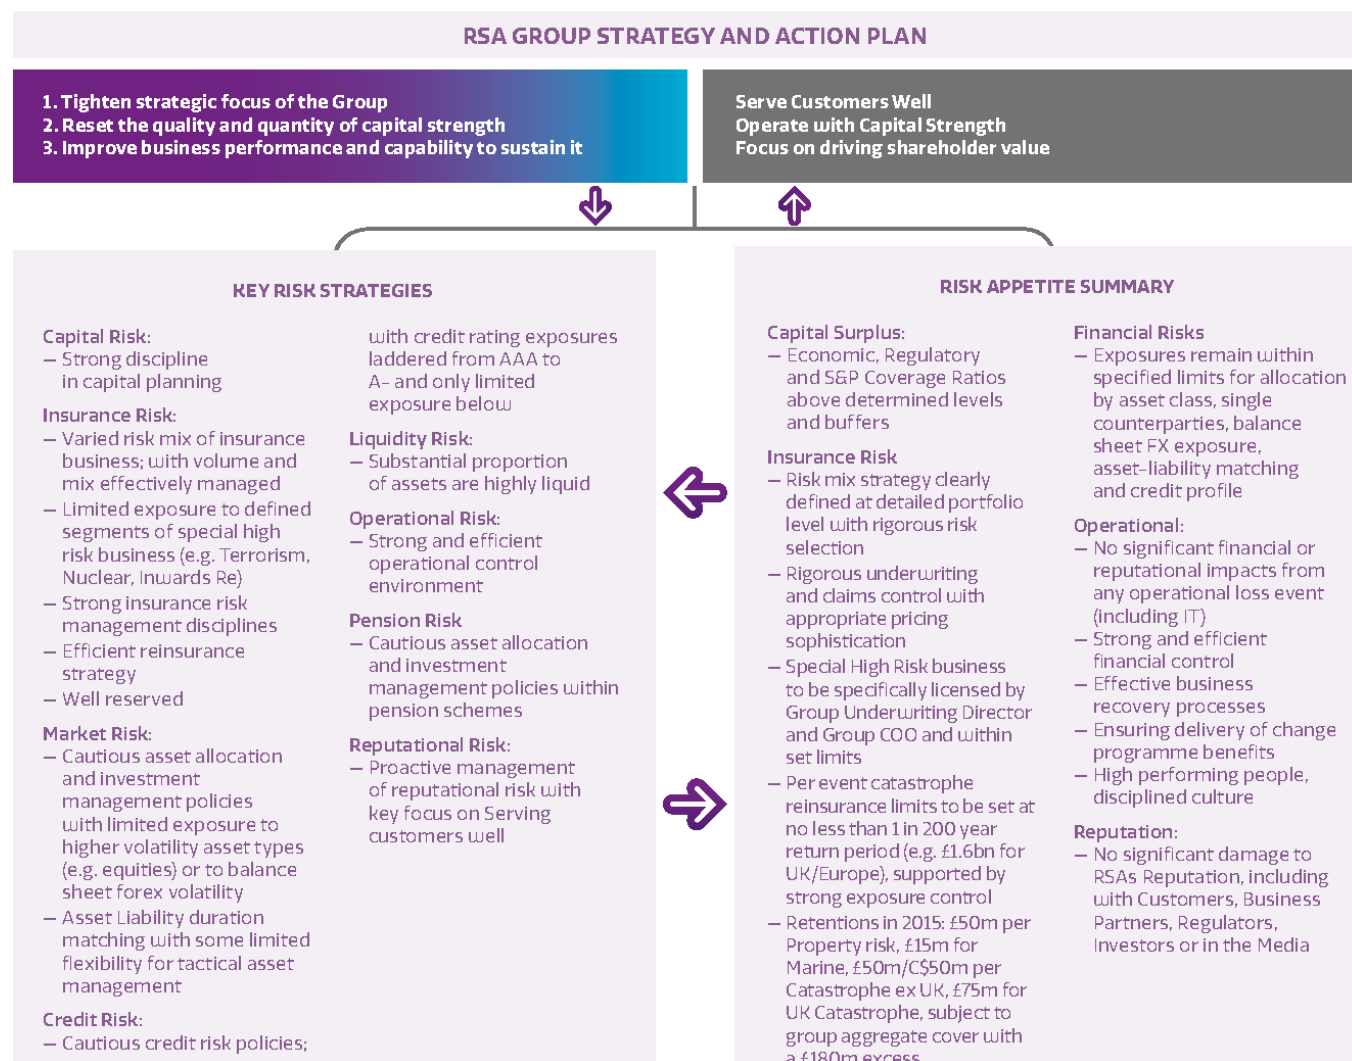 RSA GROUP STRATEGY AND ACTION PLAN
1. Tighten strategic focus of the Group
2. Reset the quality and quantity of capital strength
3. Improve business performance and capability to sustain it
Serve Customers Well
Operate with Capital Strength
Focus on driving shareholder value
KEY RISK STRATEGIES
Capital Risk:
– Strong discipline
in capital planning
Insurance Risk:
– Varied risk mix of insurance
business; with volume and
mix effectively managed
– Limited exposure to defined
segments of special high
risk business (e.g. Terrorism,
Nuclear, Inwards Re)
– Strong insurance risk
management disciplines
– Efficient reinsurance
strategy
– Well reserved
Market Risk:
– Cautious asset allocation
and investment
management policies
with limited exposure to
higher volatility asset types
(e.g. equities) or to balance
sheet forex volatility
– Asset Liability duration
matching with some limited
flexibility for tactical asset
management
Credit Risk:
– Cautious credit risk policies;
with credit rating exposures
laddered from AAA to
A- and only limited
exposure below
Liquidity Risk:
– Substantial proportion
of assets are highly liquid
Operational Risk:
– Strong and efficient
operational control
environment
Pension Risk
– Cautious asset allocation
and investment
management policies within
pension schemes
Reputational Risk:
– Proactive management
of reputational risk with
key focus on Serving
customers well
RISK APPETITE SUMMARY
Capital Surplus:
– Economic, Regulatory
and S&P Coverage Ratios
above determined levels
and buffers
Insurance Risk
– Risk mix strategy clearly
defined at detailed portfolio
level with rigorous risk
selection
– Rigorous underwriting
and claims control with
appropriate pricing
sophistication
– Special High Risk business
to be specifically licensed by
Group Underwriting Director
and Group COO and within
set limits
– Per event catastrophe
reinsurance limits to be set at
no less than 1 in 200 year
return period (e.g. £1.6bn for
UK/Europe), supported by
strong exposure control
– Retentions in 2015: £50m per
Property risk, £15m for
Marine, £50m/C$50m per
Catastrophe ex UK, £75m for
UK Catastrophe, subject to
group aggregate cover with
a £180m excess
Financial Risks
– Exposures remain within
specified limits for allocation
by asset class, single
counterparties, balance
sheet FX exposure,
asset-liability matching
and credit profile
Operational:
– No significant financial or
reputational impacts from
any operational loss event
(including IT)
– Strong and efficient
financial control
– Effective business
recovery processes
– Ensuring delivery of change
programme benefits
– High performing people,
disciplined culture
Reputation:
– No significant damage to
RSAs Reputation, including
with Customers, Business
Partners, Regulators,
Investors or in the Media